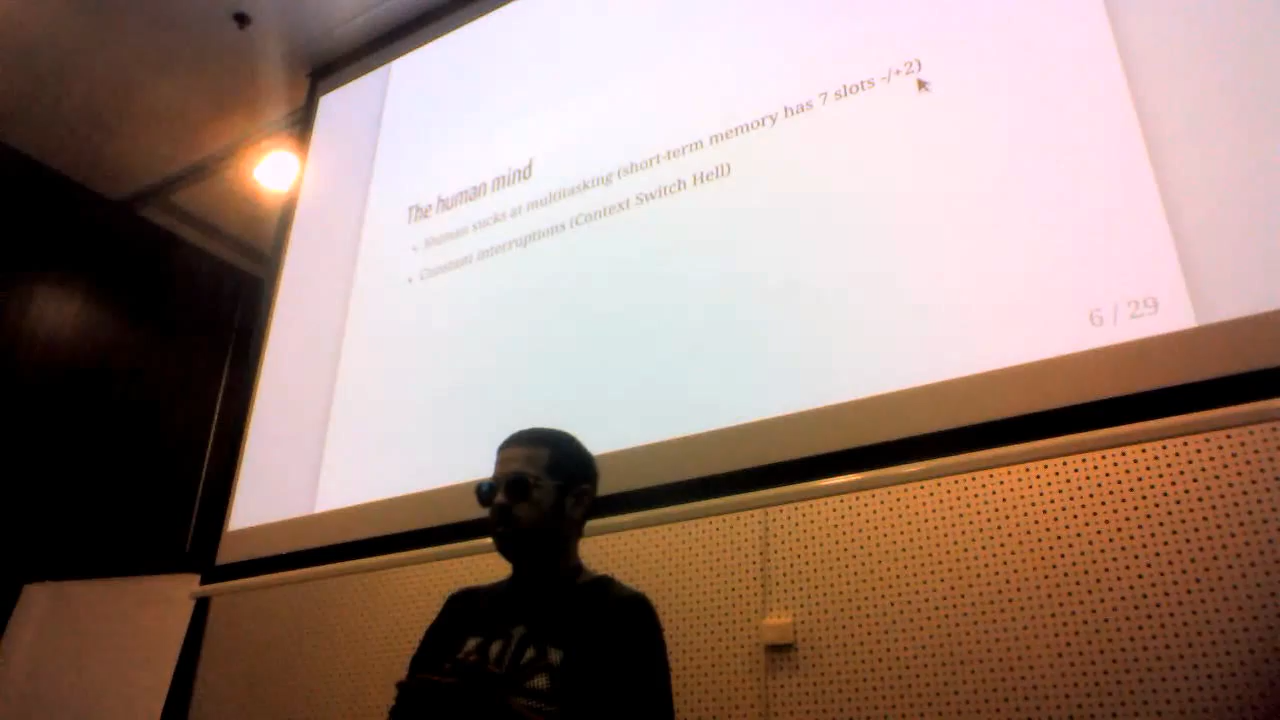 The human mind
Human sucks at multitasking (short-term memory has 7 slots -/+2)
Constant interruptions (Context Switch Hell)
6 / 29